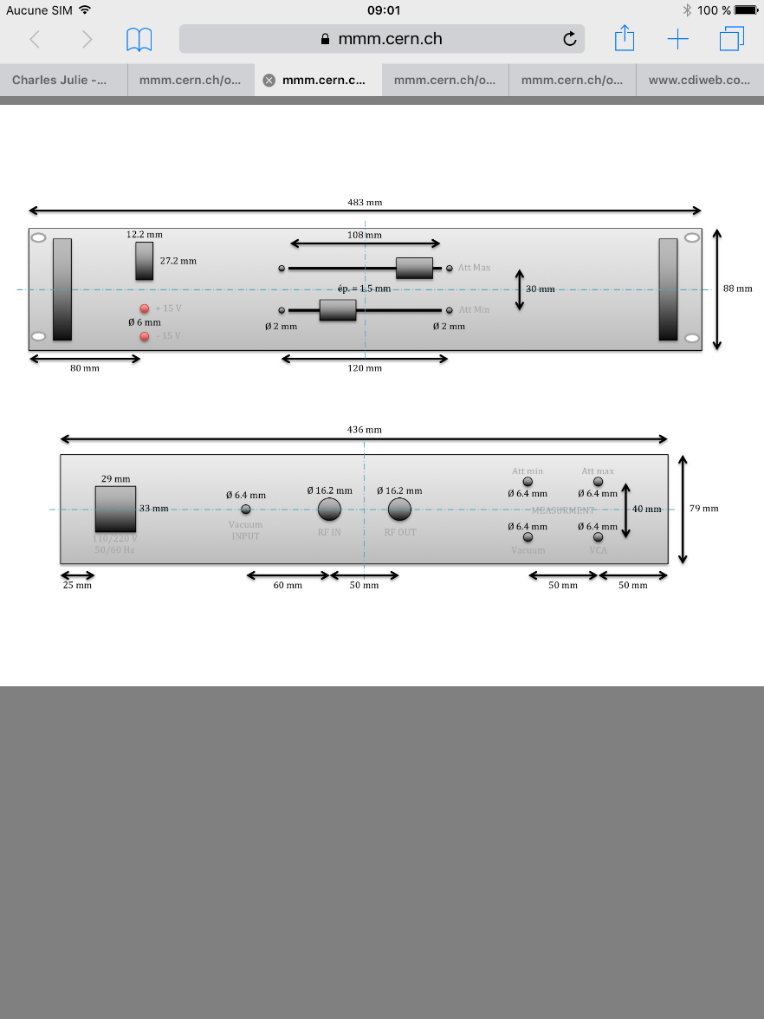 Aucune SIM 09:01 100 %
mmm.cern.ch
Charles Julie -... mmm.cern.ch/o... mmm.cern.c... mmm.cern.ch/o... mmm.cern.ch/o... www.cdiweb.co...
483 mm
12.2 mm
108 mm
27.2 mm
Att Max
ép. = 1.5 mm
30 mm
88 mm
+ 15 V
Att Min
Ø 6 mm
Ø 2 mm
Ø 2 mm
- 15 V
80 mm
120 mm
436 mm
Att min
Att max
29 mm
Ø 6.4 mm
Ø 16.2 mm
Ø 16.2 mm
Ø 6.4 mm
Ø 6.4 mm
33 mm
MEASURMENT
40 mm
79 mm
Vacuum
INPUT
RF IN
RF OUT
Ø 6.4 mm
Ø 6.4 mm
110/220 V
50/60 Hz
Vacuum
VCA
25 mm
60 mm
50 mm
50 mm
50 mm